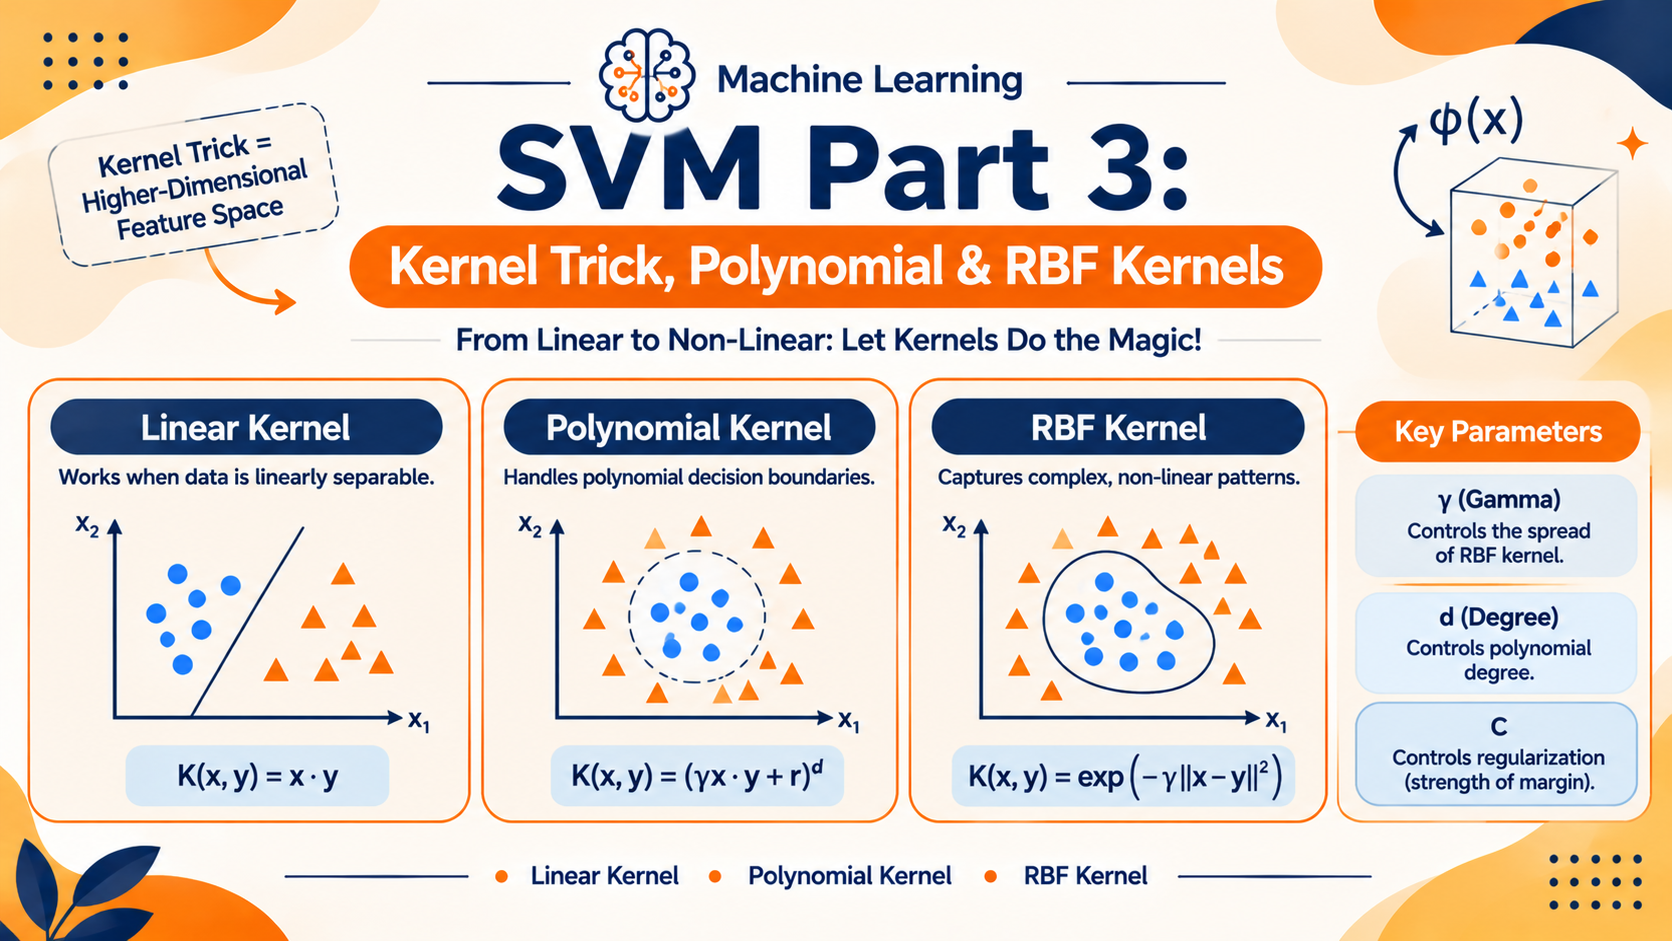 Machine Learning
SVM Part 3:
Kernel Trick, Polynomial & RBF Kernels
From Linear to Non-Linear: Let Kernels Do the Magic!
Kernel Trick =
Higher-Dimensional
Feature Space
φ(x)
Linear Kernel
Works when data is linearly separable.
x₂
x₁
K(x, y) = x · y
Polynomial Kernel
Handles polynomial decision boundaries.
x₂
x₁
K(x, y) = (γx · y + r)ᵈ
RBF Kernel
Captures complex, non-linear patterns.
x₂
x₁
K(x, y) = exp(−γ||x − y||²)
Key Parameters
γ (Gamma)
Controls the spread
of RBF kernel.
d (Degree)
Controls polynomial
degree.
C
Controls regularization
(strength of margin).
• Linear Kernel • Polynomial Kernel • RBF Kernel